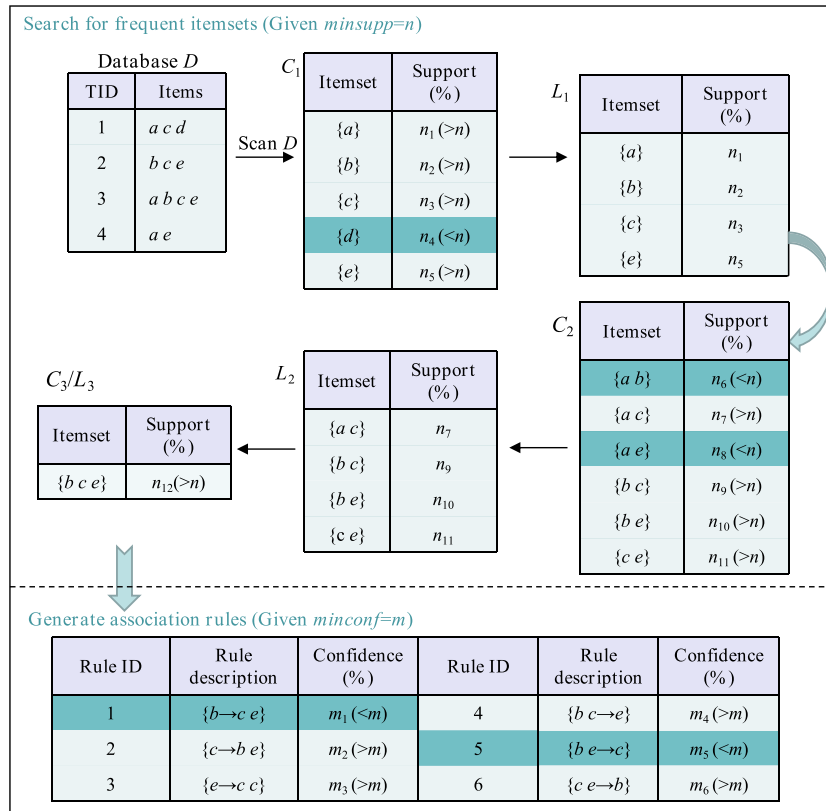 Search for frequent itemsets (Given minsupp=n)
Database D
TID Items
1 a c d
2 b c e
3 a b c e
4 a e
Scan D
C1
Itemset Support (%)
{a} n1 (>n)
{b} n2 (>n)
{c} n3 (>n)
{d} n4 (<n)
{e} n5 (>n)
L1
Itemset Support (%)
{a} n1
{b} n2
{c} n3
{e} n5
C2
Itemset Support (%)
{a b} n6 (<n)
{a c} n7 (>n)
{a e} n8 (<n)
{b c} n9 (>n)
{b e} n10 (>n)
{c e} n11 (>n)
L2
Itemset Support (%)
{a c} n7
{b c} n9
{b e} n10
{c e} n11
C3/L3
Itemset Support (%)
{b c e} n12(>n)
Generate association rules (Given minconf=m)
Rule ID Rule description Confidence (%) Rule ID Rule description Confidence (%)
1 {b→c e} m1 (<m) 4 {b c→e} m4 (>m)
2 {c→b e} m2 (>m) 5 {b e→c} m5 (<m)
3 {e→c c} m3 (>m) 6 {c e→b} m6 (>m)